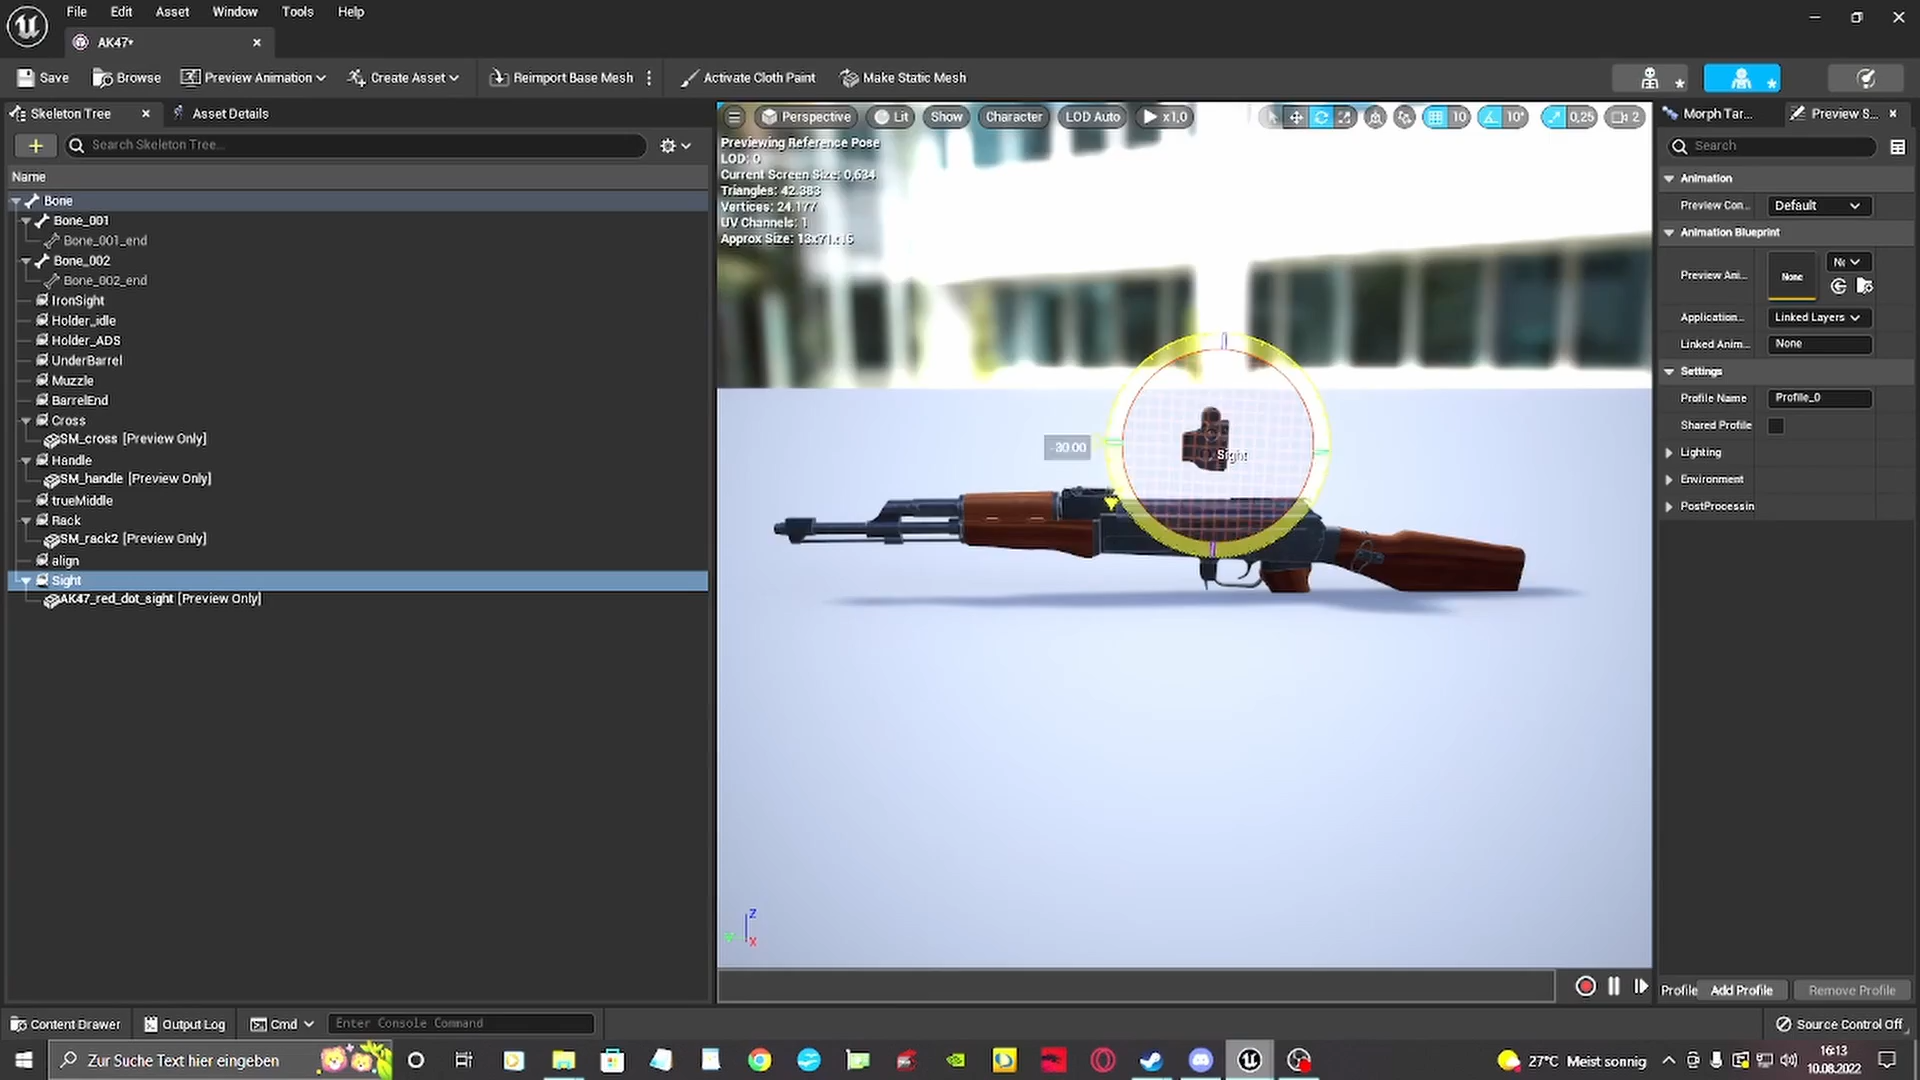 File Edit Asset Window Tools Help
AK47*
Save Browse Preview Animation Create Asset Reimport Base Mesh Activate Cloth Paint Make Static Mesh
Skeleton Tree Asset Details
Search Skeleton Tree...
Name
Bone
Bone_001
Bone_001_end
Bone_002
Bone_002_end
IronSight
Holder_idle
Holder_ADS
UnderBarrel
Muzzle
BarrelEnd
Cross
SM_cross [Preview Only]
Handle
SM_handle [Preview Only]
trueMiddle
Rack
SM_rack2 [Preview Only]
align
Sight
AK47_red_dot_sight [Preview Only]
Perspective Lit Show Character LOD Auto x1,0 10 10° 0,25 2
Previewing Reference Pose
LOD: 0
Current Screen Size: 0,634
Triangles: 42.383
Vertices: 24.177
UV Channels: 1
Approx Size: 13x71x15
-30.00
Sight
Z
X
Morph Tar... Preview S...
Search
Animation
Preview Con... Default
Animation Blueprint
Preview Ani... None
Application... Linked Layers
Linked Anim... None
Settings
Profile Name Profile_0
Shared Profile
Lighting
Environment
PostProcessin
Profile Add Profile Remove Profile
Content Drawer Output Log Cmd Enter Console Command Source Control Off
Zur Suche Text hier eingeben 27°C Meist sonnig 16:13
10.08.2022